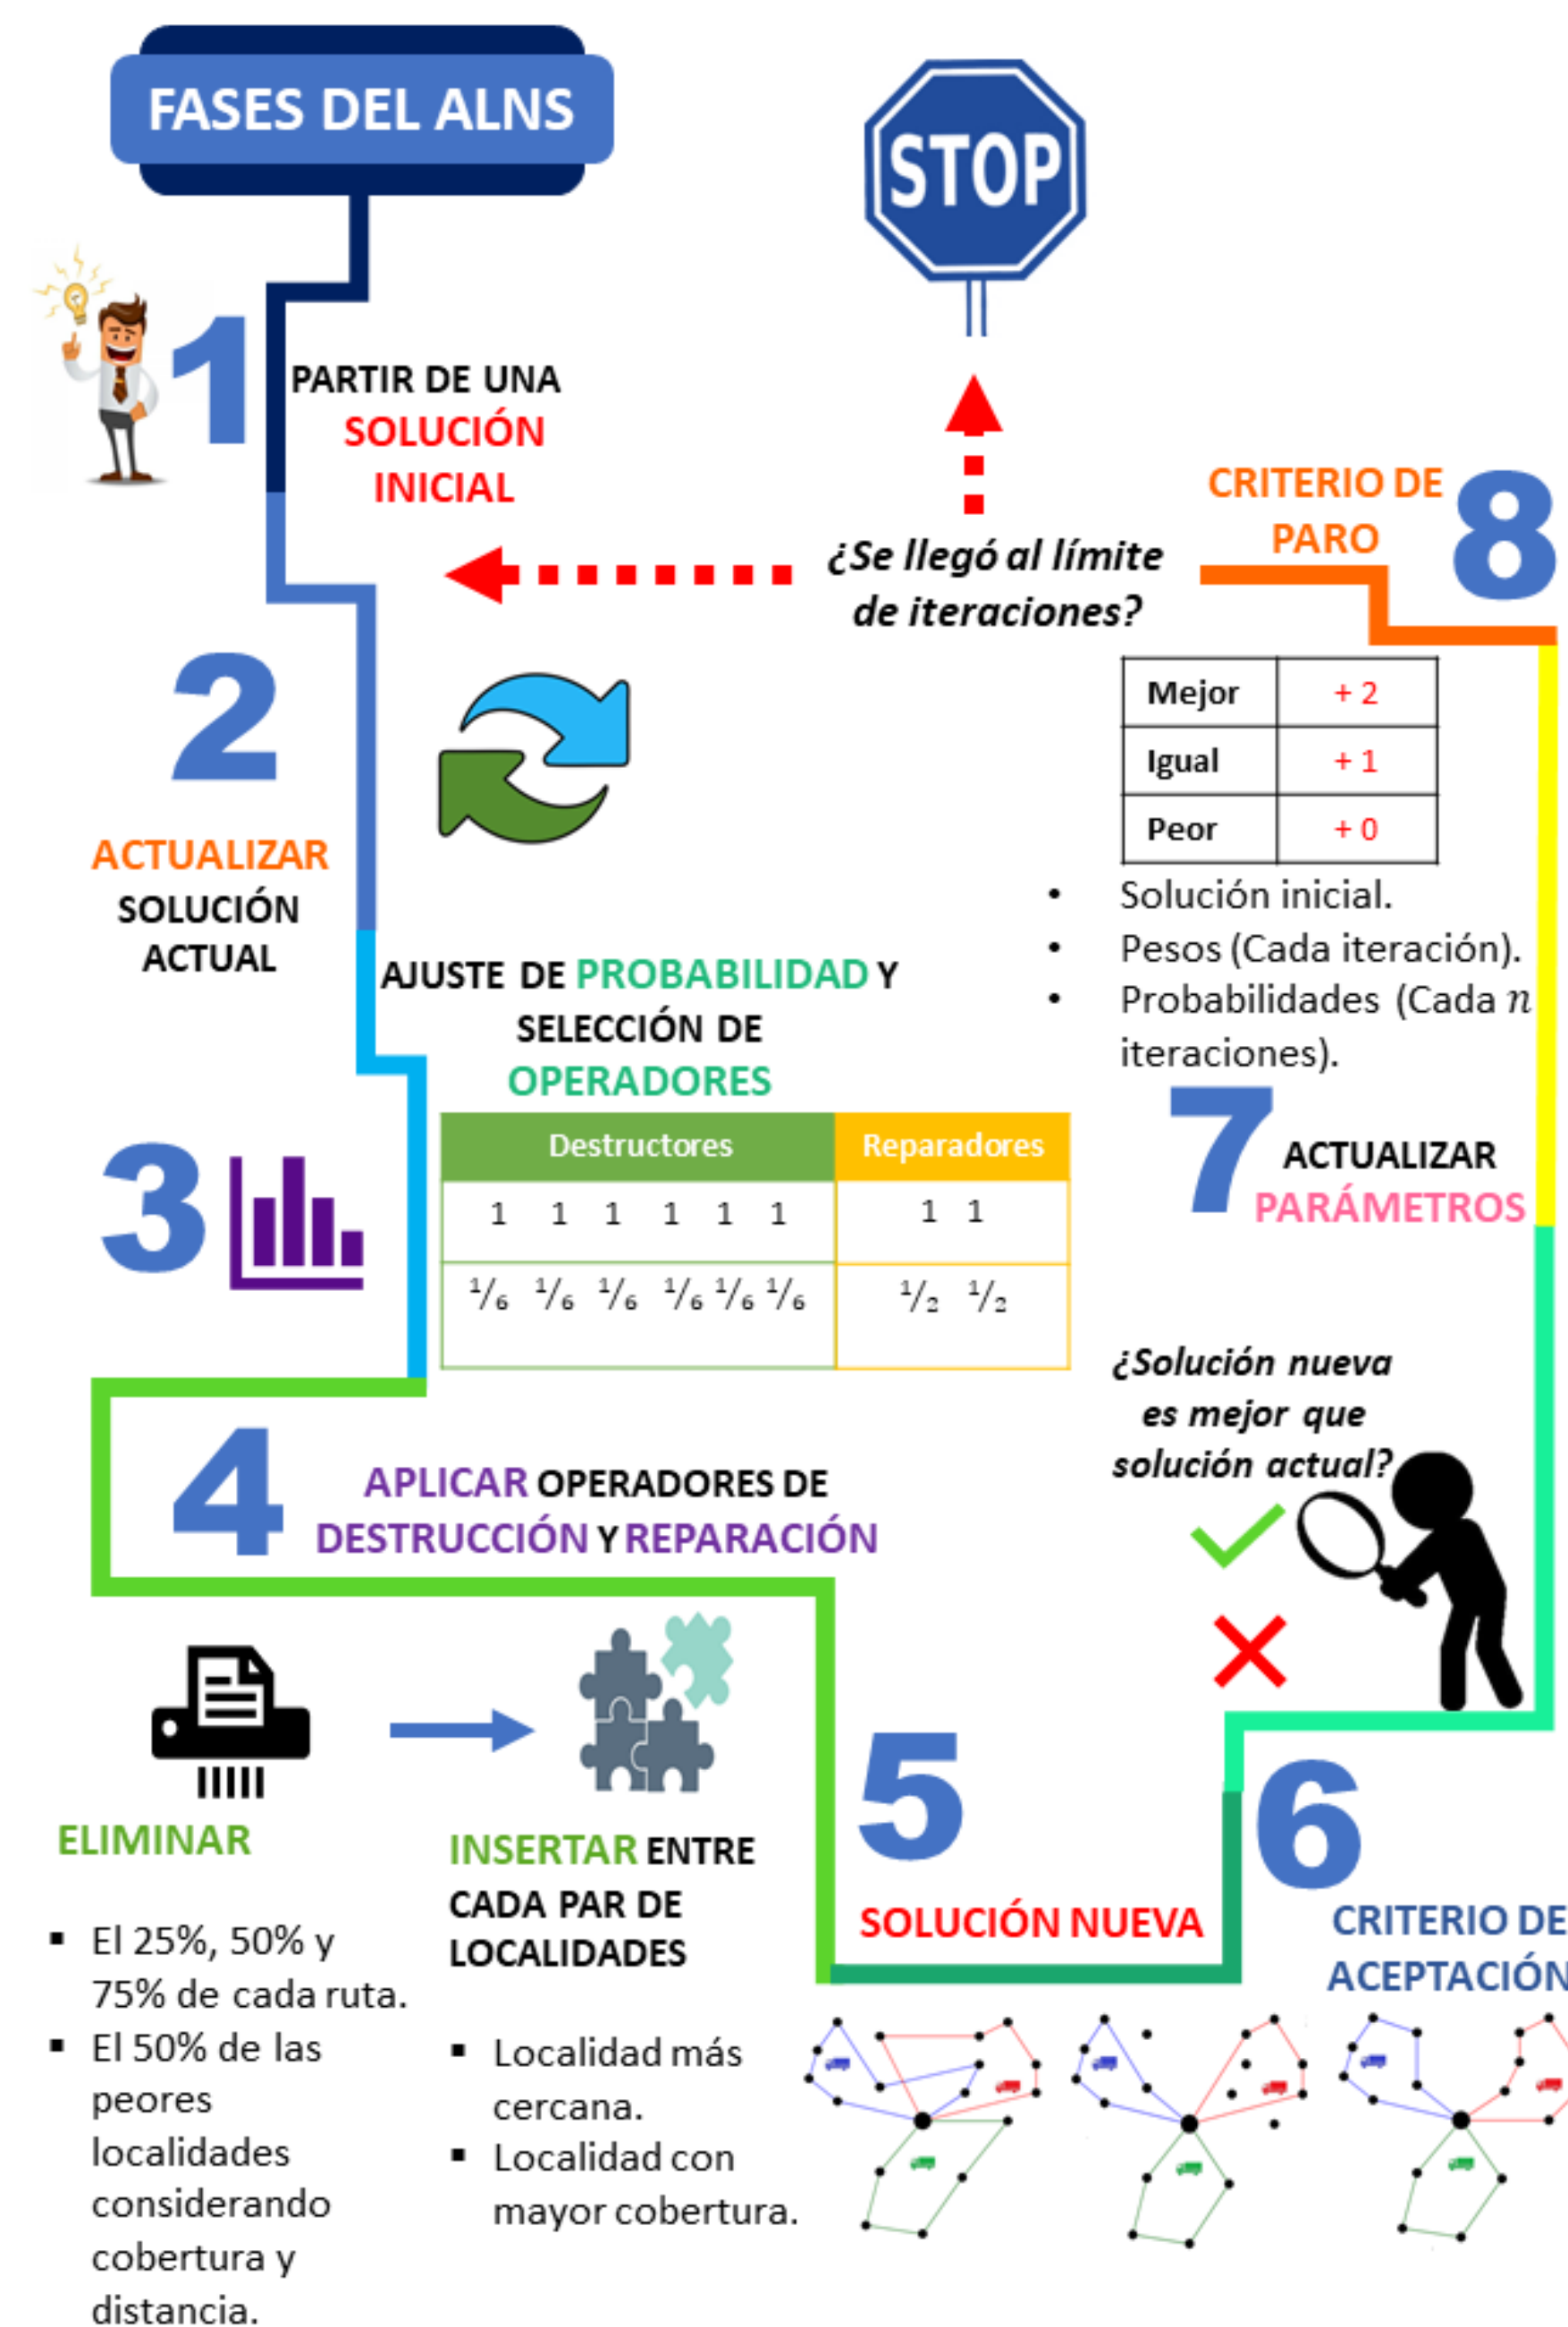 FASES DEL ALNS
STOP
1
PARTIR DE UNA
SOLUCIÓN
INICIAL
2
ACTUALIZAR
SOLUCIÓN
ACTUAL
3
AJUSTE DE PROBABILIDAD Y
SELECCIÓN DE
OPERADORES
Destructores Reparadores
1 1 1 1 1 1 1 1
1/6 1/6 1/6 1/6 1/6 1/6 1/2 1/2
4
APLICAR OPERADORES DE
DESTRUCCIÓN Y REPARACIÓN
ELIMINAR
▪ El 25%, 50% y
75% de cada ruta.
▪ El 50% de las
peores
localidades
considerando
cobertura y
distancia.
INSERTAR ENTRE
CADA PAR DE
LOCALIDADES
▪ Localidad más
cercana.
▪ Localidad con
mayor cobertura.
5
SOLUCIÓN NUEVA
6
CRITERIO DE
ACEPTACIÓN
¿Solución nueva
es mejor que
solución actual?
7
ACTUALIZAR
PARÁMETROS
Mejor + 2
Igual + 1
Peor + 0
• Solución inicial.
• Pesos (Cada iteración).
• Probabilidades (Cada n
iteraciones).
8
CRITERIO DE
PARO
¿Se llegó al límite
de iteraciones?